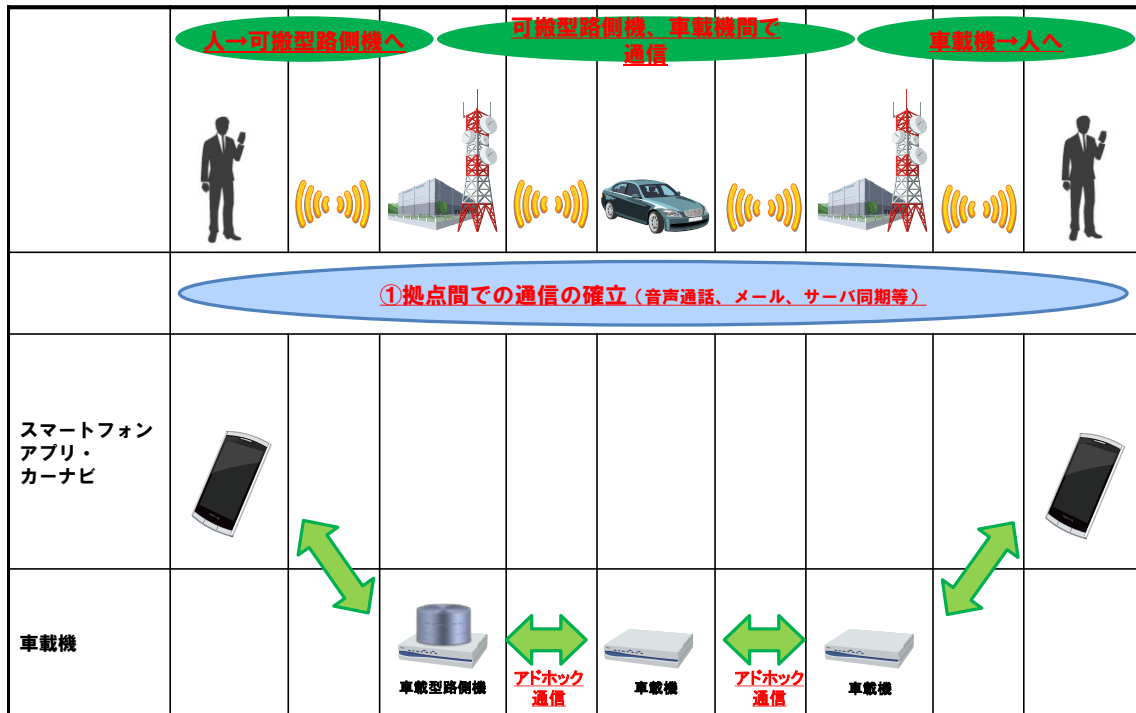 人→可搬型路側機へ
可搬型路側機、車載機間で
通信
車載機→人へ
①拠点間での通信の確立（音声通話、メール、サーバ同期等）
スマートフォン
アプリ・
カーナビ
車載機
車載型路側機
アドホック
通信
車載機
アドホック
通信
車載機